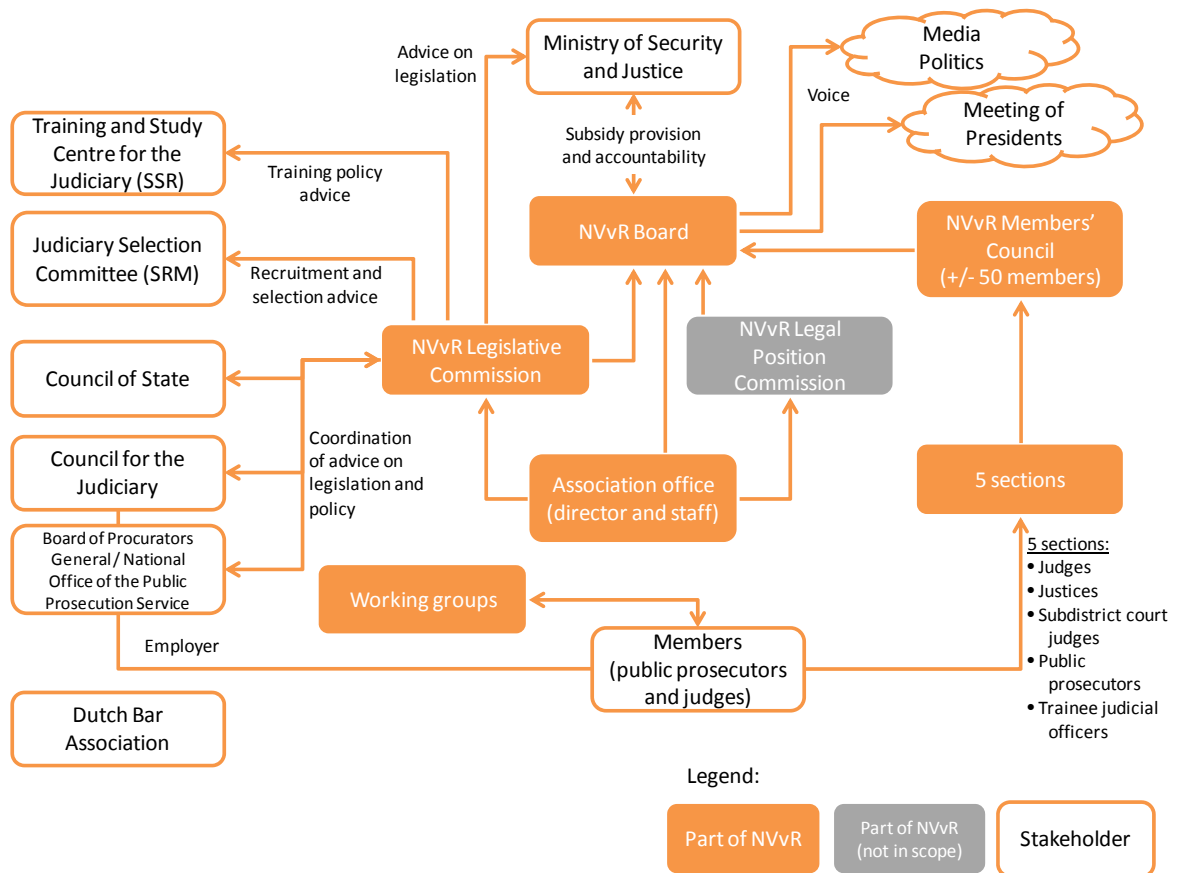 Advice on
legislation
Ministry of Security
and Justice
Media
Politics
Voice
Meeting of
Presidents
Training and Study
Centre for the
Judiciary (SSR)
Training policy
advice
Subsidy provision
and accountability
Judiciary Selection
Committee (SRM)
Recruitment and
selection advice
NVvR Board
NVvR Members'
Council
(+/- 50 members)
Council of State
NVvR Legislative
Commission
NVvR Legal
Position
Commission
Council for the
Judiciary
Coordination
of advice on
legislation and
policy
Association office
(director and staff)
5 sections
Board of Procurators
General/ National
Office of the Public
Prosecution Service
Working groups
5 sections:
• Judges
• Justices
• Subdistrict court
judges
• Public
prosecutors
• Trainee judicial
officers
Employer
Members
(public prosecutors
and judges)
Dutch Bar
Association
Legend:
Part of NVvR
Part of NVvR
(not in scope)
Stakeholder